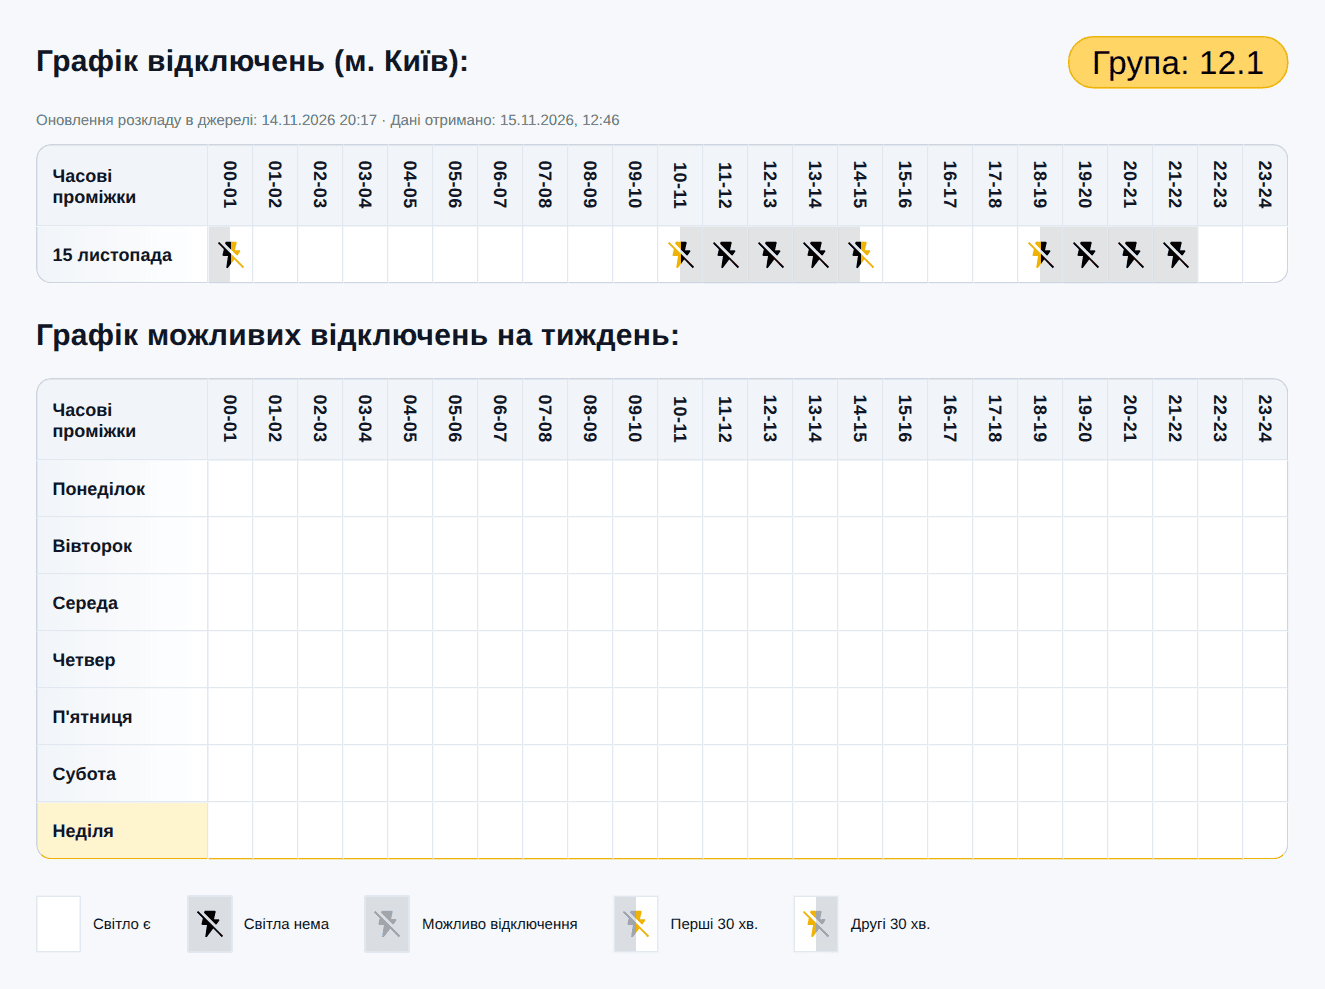 Графік відключень (м. Київ):
Група: 12.1
Оновлення розкладу в джерелі: 14.11.2026 20:17 · Дані отримано: 15.11.2026, 12:46
Часові
проміжки
00-01
01-02
02-03
03-04
04-05
05-06
06-07
07-08
08-09
09-10
10-11
11-12
12-13
13-14
14-15
15-16
16-17
17-18
18-19
19-20
20-21
21-22
22-23
23-24
15 листопада
Графік можливих відключень на тиждень:
Часові
проміжки
00-01
01-02
02-03
03-04
04-05
05-06
06-07
07-08
08-09
09-10
10-11
11-12
12-13
13-14
14-15
15-16
16-17
17-18
18-19
19-20
20-21
21-22
22-23
23-24
Понеділок
Вівторок
Середа
Четвер
П'ятниця
Субота
Неділя
Світло є
Світла нема
Можливо відключення
Перші 30 хв.
Другі 30 хв.